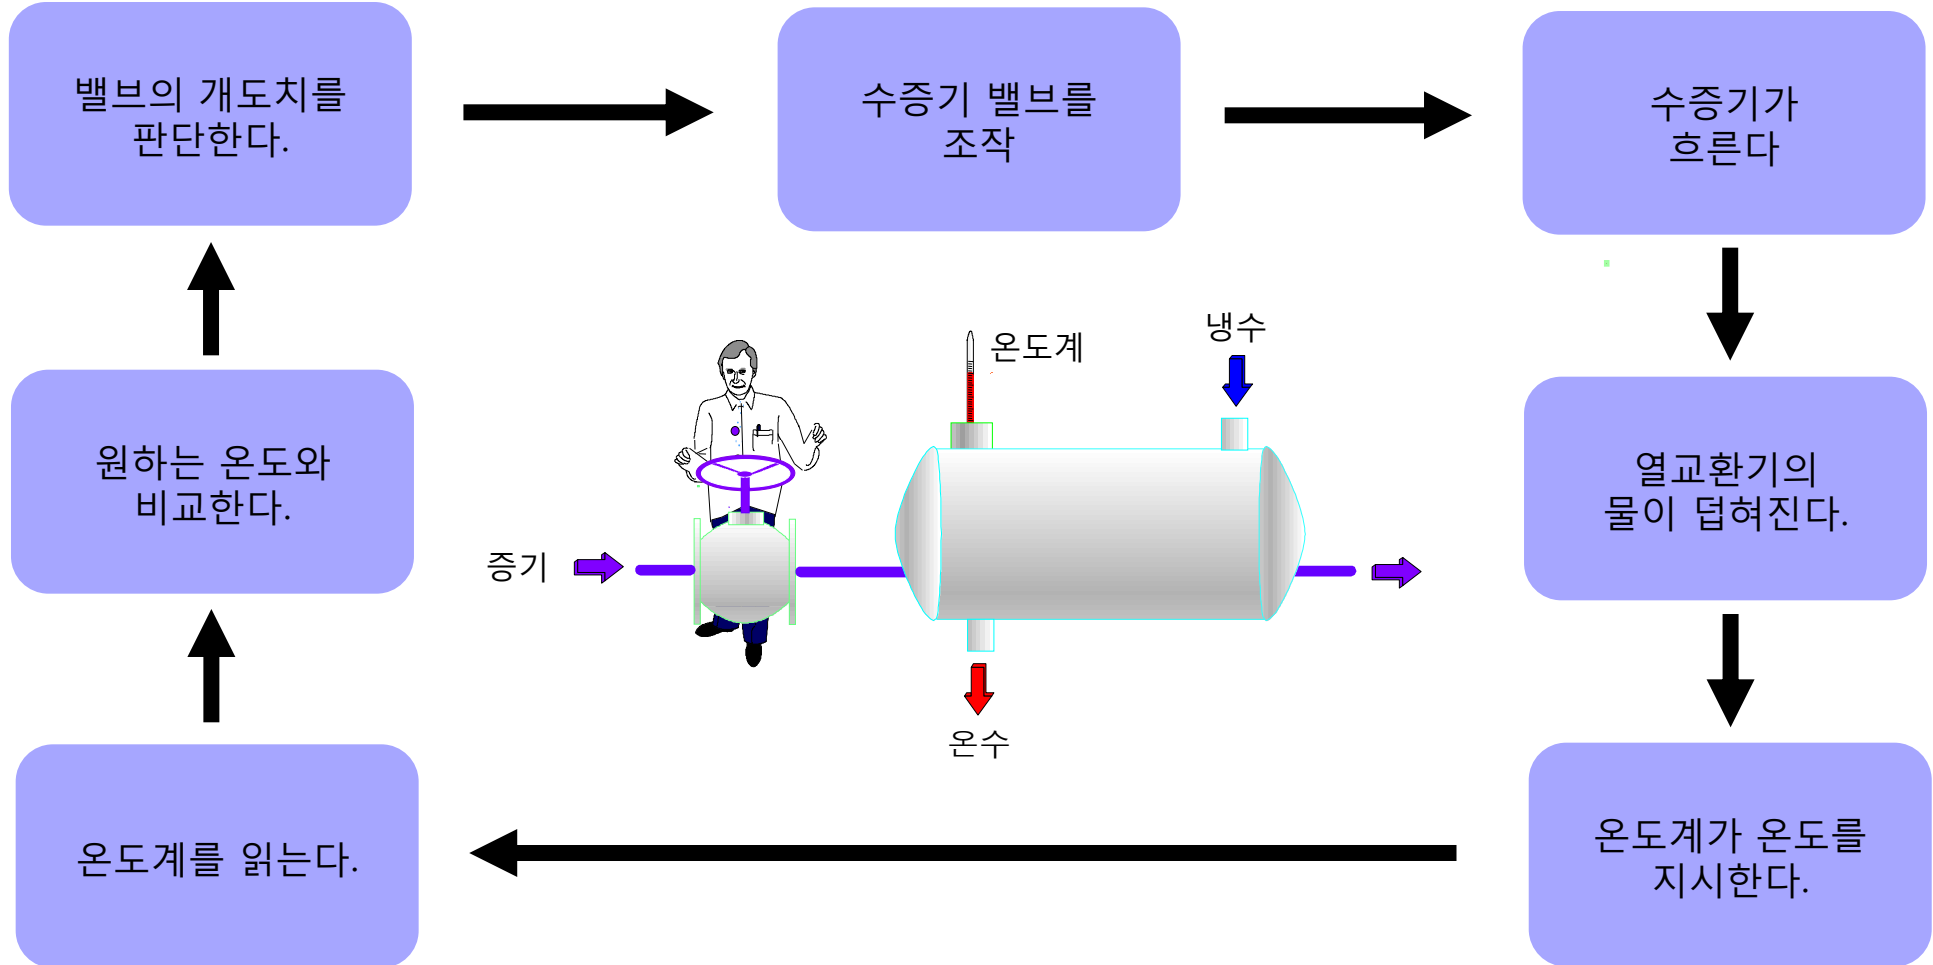 밸브의 개도치를
판단한다.
수증기 밸브를
조작
수증기가
흐른다
원하는 온도와
비교한다.
온도계
냉수
증기
온수
열교환기의
물이 덥혀진다.
온도계를 읽는다.
온도계가 온도를
지시한다.